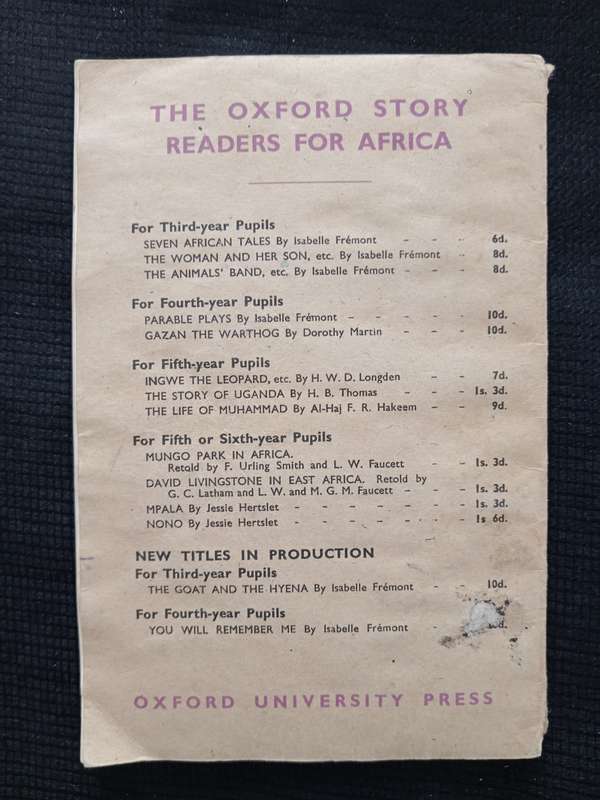 THE OXFORD STORY
READERS FOR AFRICA
For Third-year Pupils
SEVEN AFRICAN TALES By Isabelle Frémont - - - 6d.
THE WOMAN AND HER SON, etc. By Isabelle Frémont - 8d.
THE ANIMALS' BAND, etc. By Isabelle Frémont - - - 8d.
For Fourth-year Pupils
PARABLE PLAYS By Isabelle Frémont - - - - - 10d.
GAZAN THE WARTHOG By Dorothy Martin - - - 10d.
For Fifth-year Pupils
INGWE THE LEOPARD, etc. By H. W. D. Longden - - 7d.
THE STORY OF UGANDA By H. B. Thomas - - - 1s. 3d.
THE LIFE OF MUHAMMAD By Al-Haj F. R. Hakeem - - 9d.
For Fifth or Sixth-year Pupils
MUNGO PARK IN AFRICA.
Retold by F. Urling Smith and L. W. Faucett - - 1s. 3d.
DAVID LIVINGSTONE IN EAST AFRICA. Retold by
G. C. Latham and L. W. and M. G. M. Faucett - - - 1s. 3d.
MPALA By Jessie Hertslet - - - - - - - 1s. 3d.
NONO By Jessie Hertslet - - - - - - - 1s 6d.
NEW TITLES IN PRODUCTION
For Third-year Pupils
THE GOAT AND THE HYENA By Isabelle Frémont - - 10d.
For Fourth-year Pupils
YOU WILL REMEMBER ME By Isabelle Frémont -
OXFORD UNIVERSITY PRESS